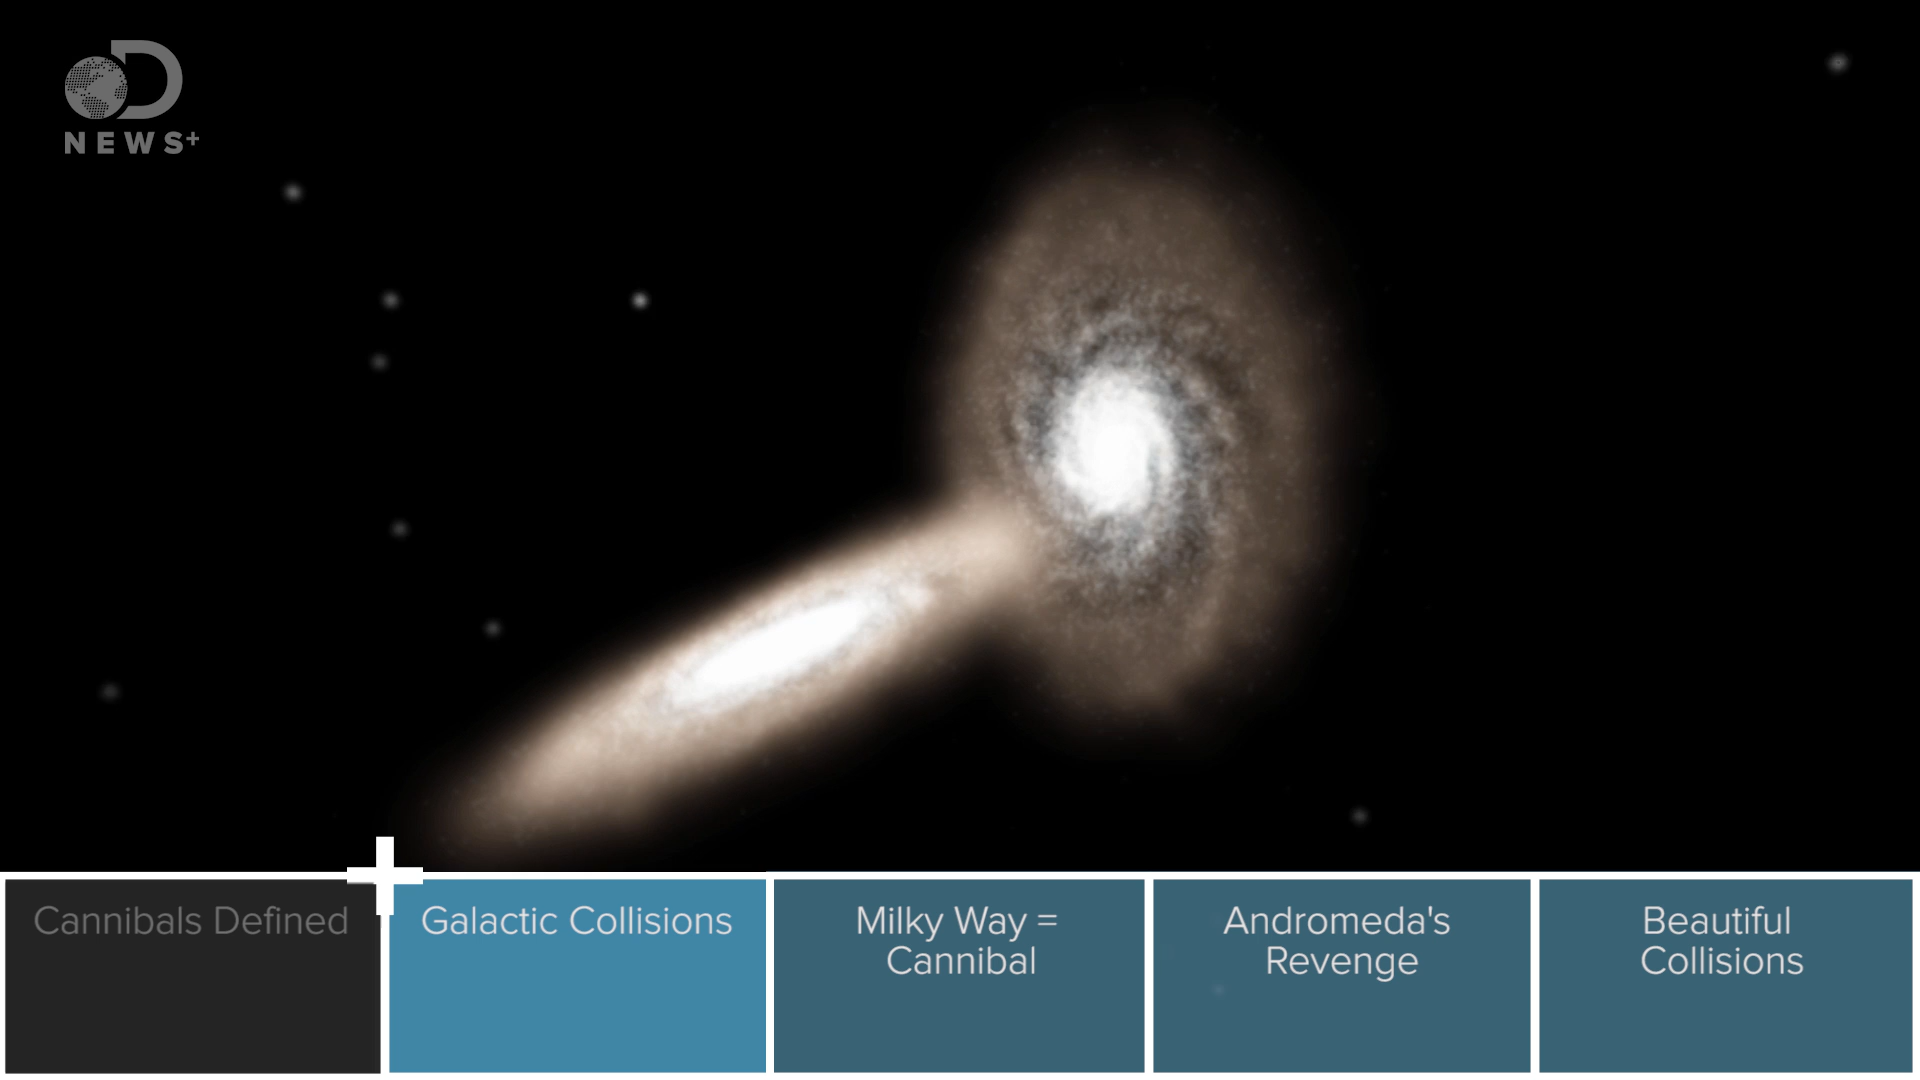 NEWS+
Cannibals Defined
Galactic Collisions
Milky Way =
Cannibal
Andromeda's
Revenge
Beautiful
Collisions